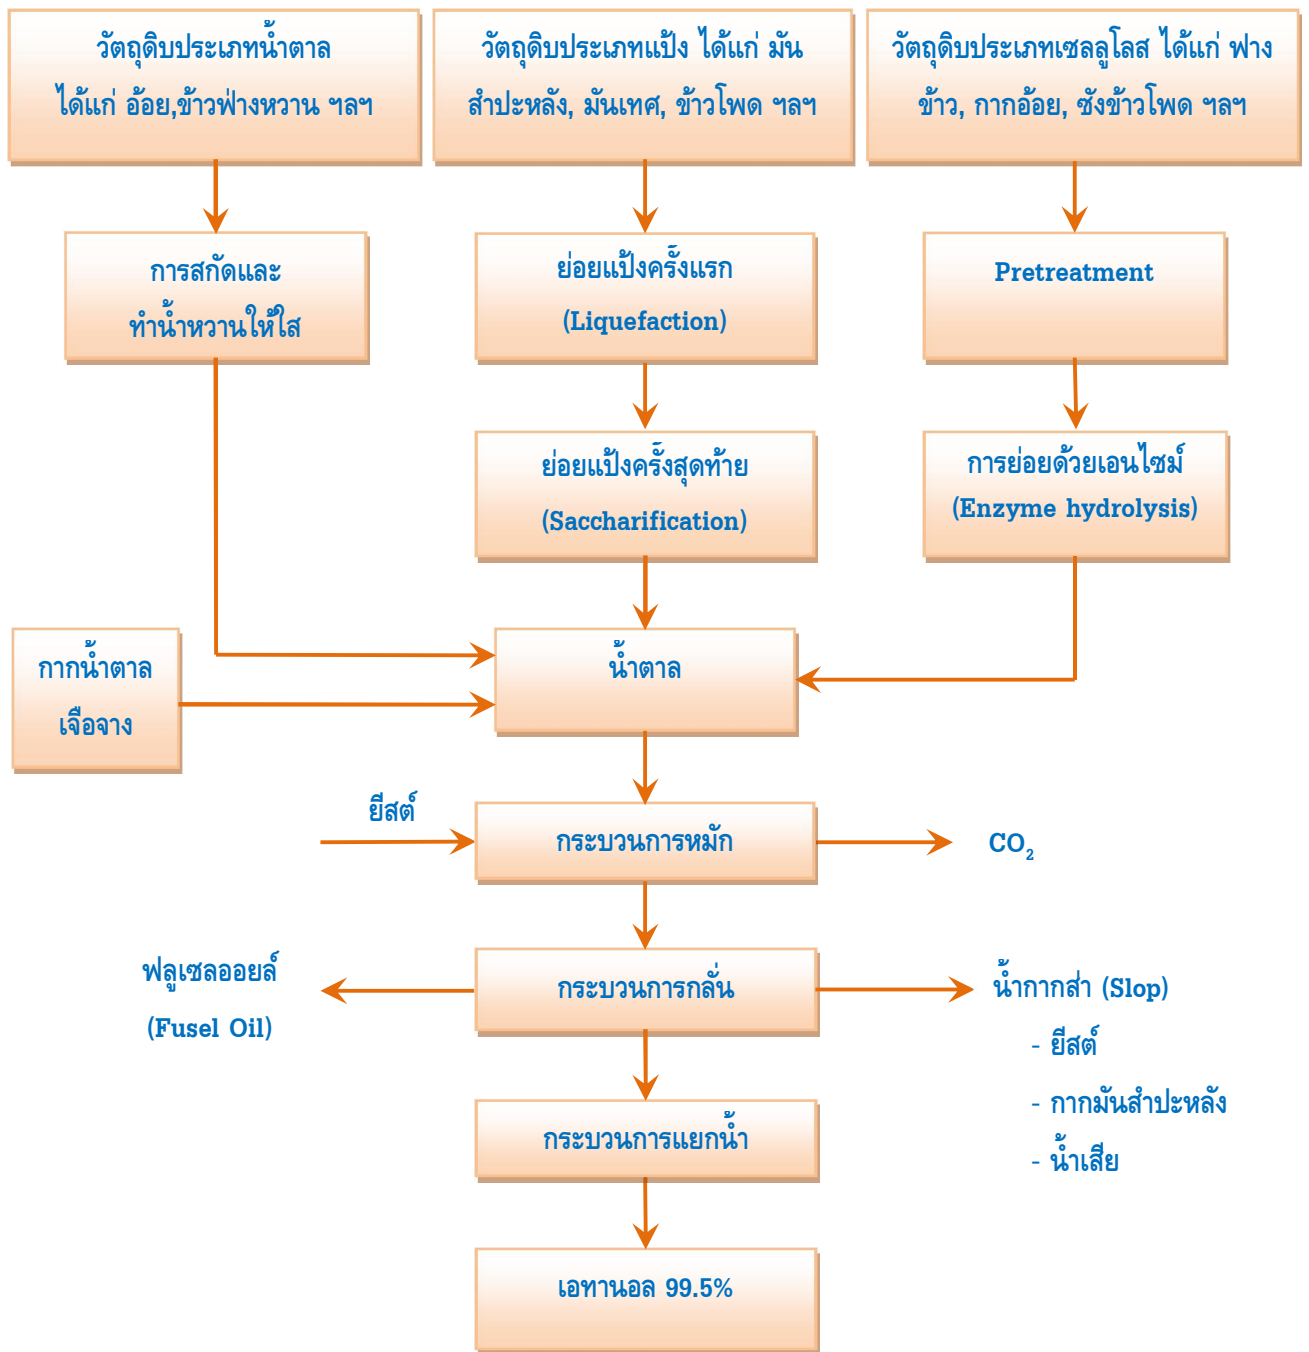 วัตถุดิบประเภทน้ำตาล
ได้แก่ อ้อย,ข้าวฟ่างหวาน ฯลฯ
วัตถุดิบประเภทแป้ง ได้แก่ มัน
สำปะหลัง, มันเทศ, ข้าวโพด ฯลฯ
วัตถุดิบประเภทเซลลูโลส ได้แก่ ฟาง
ข้าว, กากอ้อย, ซังข้าวโพด ฯลฯ
การสกัดและ
ทำน้ำหวานให้ใส
ย่อยแป้งครั้งแรก
(Liquefaction)
Pretreatment
ย่อยแป้งครั้งสุดท้าย
(Saccharification)
การย่อยด้วยเอนไซม์
(Enzyme hydrolysis)
กากน้ำตาล
เจือจาง
น้ำตาล
ยีสต์
กระบวนการหมัก
CO₂
ฟลูเซลออยล์
(Fusel Oil)
กระบวนการกลั่น
น้ำกากส่า (Slop)
- ยีสต์
- กากมันสำปะหลัง
- น้ำเสีย
กระบวนการแยกน้ำ
เอทานอล 99.5%